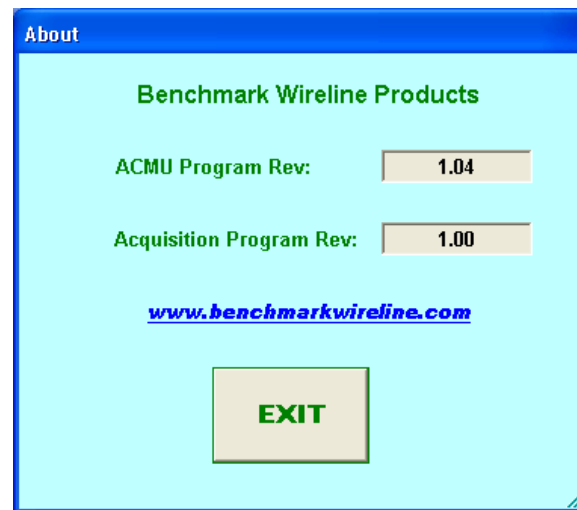 About
Benchmark Wireline Products
ACMU Program Rev: 1.04
Acquisition Program Rev: 1.00
www.benchmarkwireline.com
EXIT